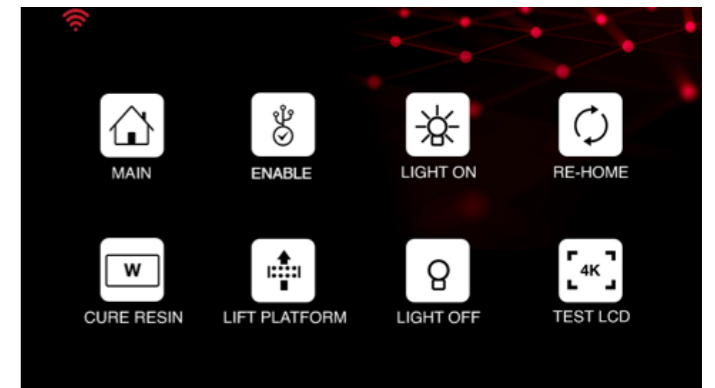 MAIN
ENABLE
LIGHT ON
RE-HOME
W
4K
CURE RESIN
LIFT PLATFORM
LIGHT OFF
TEST LCD